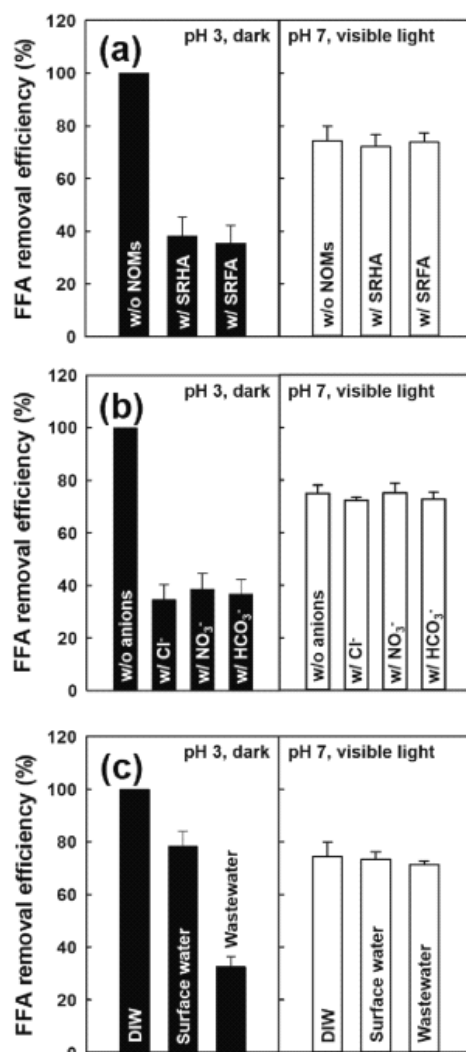 (a)
pH 3, dark
pH 7, visible light
FFA removal efficiency (%)
120
100
80
60
40
20
0
w/o NOMs
w/ SRHA
w/ SRFA
w/o NOMs
w/ SRHA
w/ SRFA
(b)
pH 3, dark
pH 7, visible light
FFA removal efficiency (%)
120
100
80
60
40
20
0
w/o anions
w/ Cl⁻
w/ NO₃⁻
w/ HCO₃⁻
w/o anions
w/ Cl⁻
w/ NO₃⁻
w/ HCO₃⁻
(c)
pH 3, dark
pH 7, visible light
FFA removal efficiency (%)
120
100
80
60
40
20
0
DIW
Surface water
Wastewater
DIW
Surface water
Wastewater